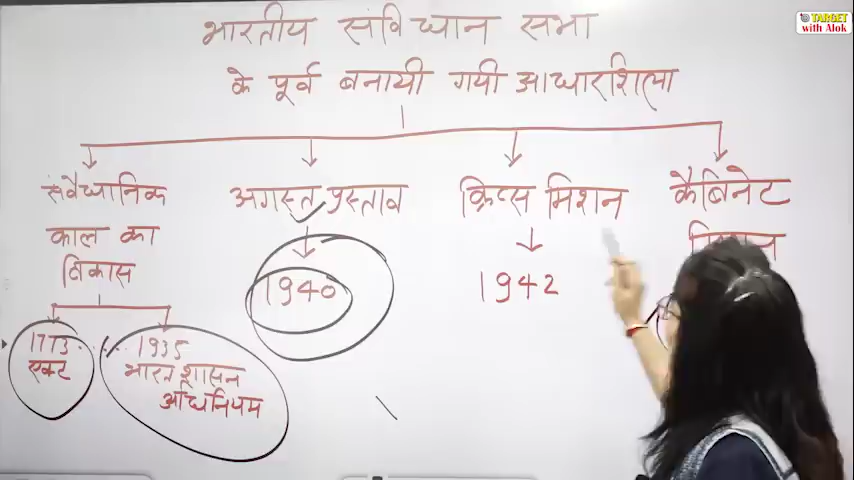 भारतीय संविधान सभा
के पूर्व बनायी गयी आधारशिला
संवैधानिक
काल का
विकास
1773
एक्ट
1935
भारत शासन
अधिनियम
अगस्त प्रस्ताव
1940
क्रिप्स मिशन
1942
कैबिनेट
TARGET
with Alok